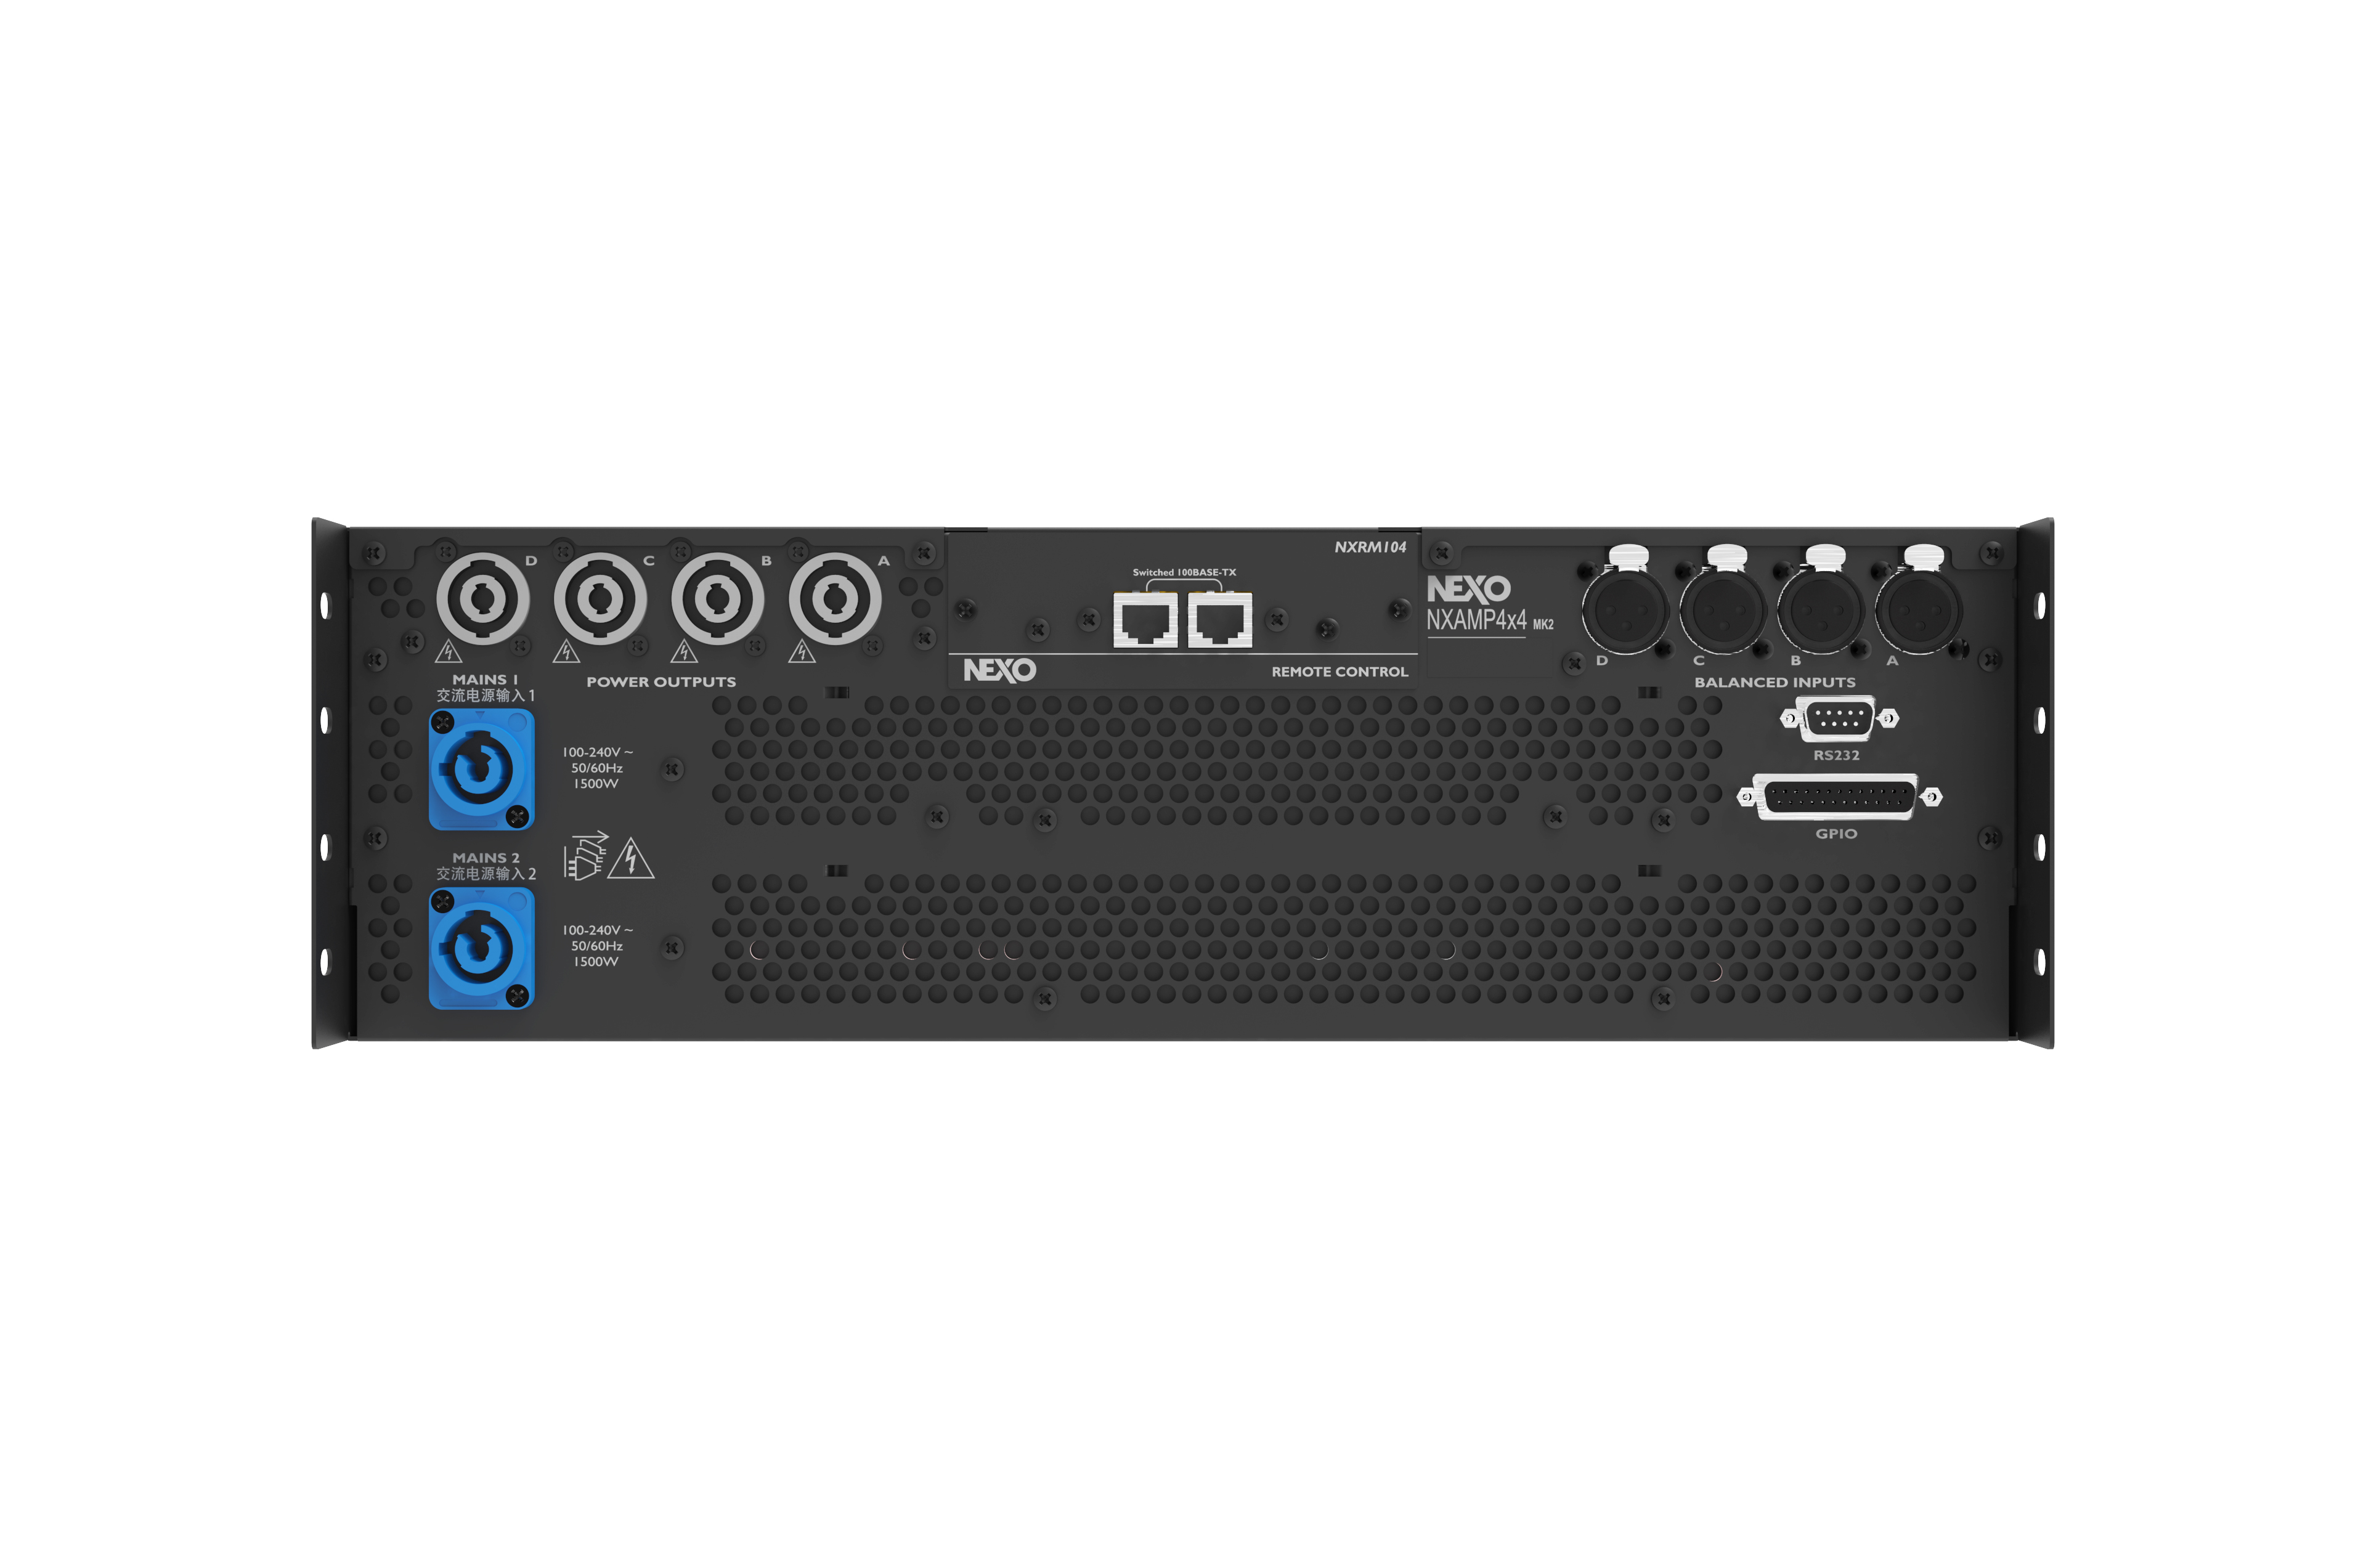 D
C
B
A
POWER OUTPUTS
MAINS 1
交流电源输入1
100-240V ~
50/60Hz
1500W
MAINS 2
交流电源输入2
100-240V ~
50/60Hz
1500W
NXRM104
Switched 100BASE-TX
NEXO
REMOTE CONTROL
NEXO
NXAMP4x4 MK2
D
C
B
A
BALANCED INPUTS
RS232
GPIO